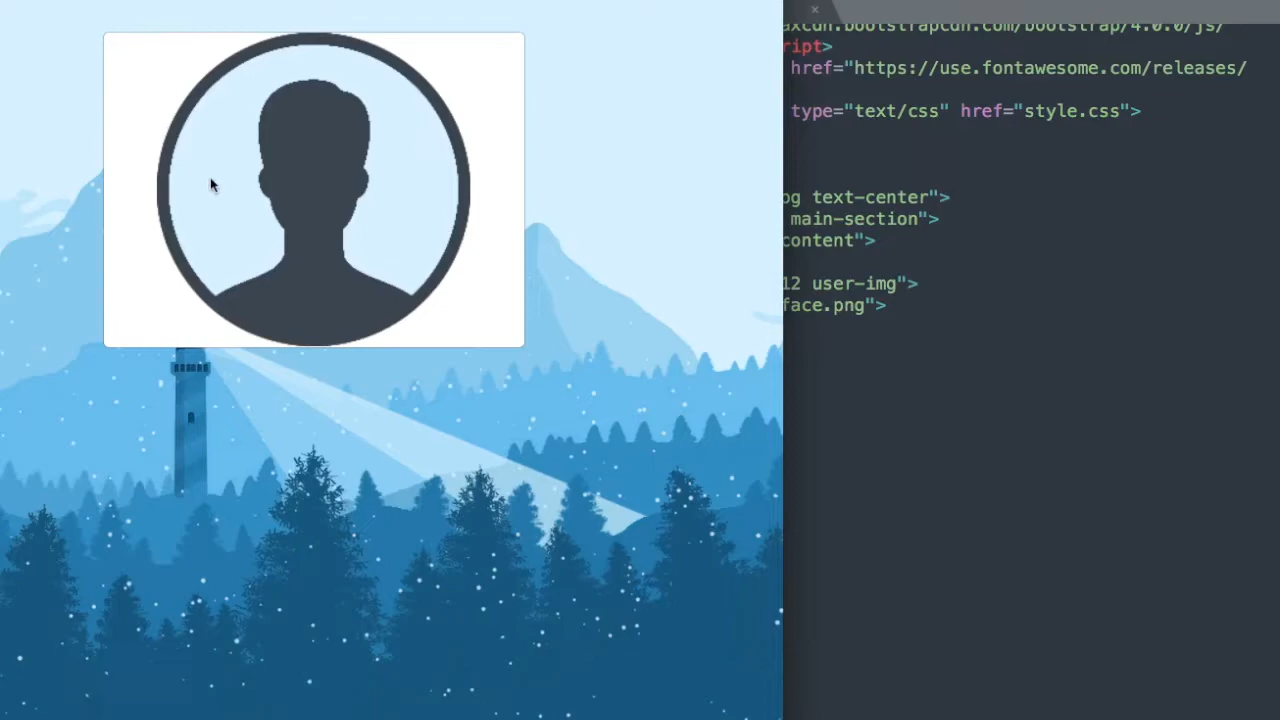 axcdn.bootstrapcdn.com/bootstrap/4.0.0/js/
ript>
href="https://use.fontawesome.com/releases/
type="text/css" href="style.css">
og text-center">
main-section">
content">
12 user-img">
face.png">